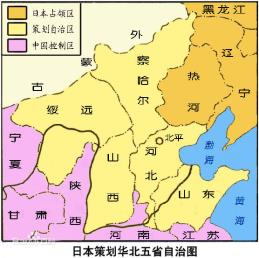 日本占领区
策划自治区
中国控制区
黑龙江
外
蒙
古
察哈尔
辽
宁
热河
绥远
北平
渤海
宁夏
陕西
山西
河北
山东
黄海
甘肃
河南
江苏
日本策划华北五省自治图